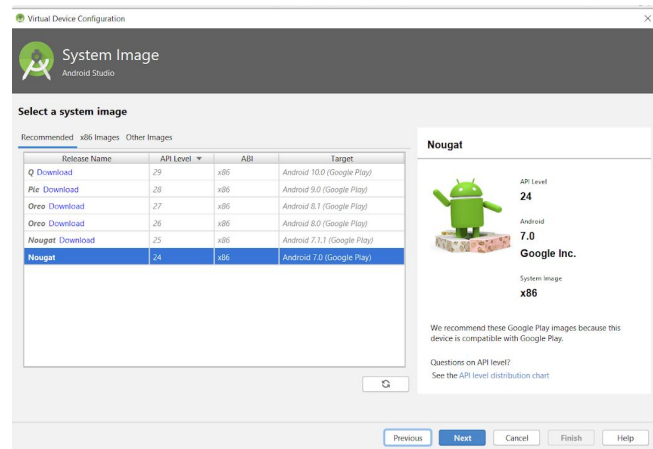 Virtual Device Configuration
System Image
Android Studio
Select a system image
Recommended x86 Images Other Images
Release Name API Level ABI Target
Q Download 29 x86 Android 10.0 (Google Play)
Pie Download 28 x86 Android 9.0 (Google Play)
Oreo Download 27 x86 Android 8.1 (Google Play)
Oreo Download 26 x86 Android 8.0 (Google Play)
Nougat Download 25 x86 Android 7.1.1 (Google Play)
Nougat 24 x86 Android 7.0 (Google Play)
Nougat
API Level
24
Android
7.0
Google Inc.
System Image
x86
We recommend these Google Play images because this
device is compatible with Google Play.
Questions on API level?
See the API level distribution chart
Previous Next Cancel Finish Help